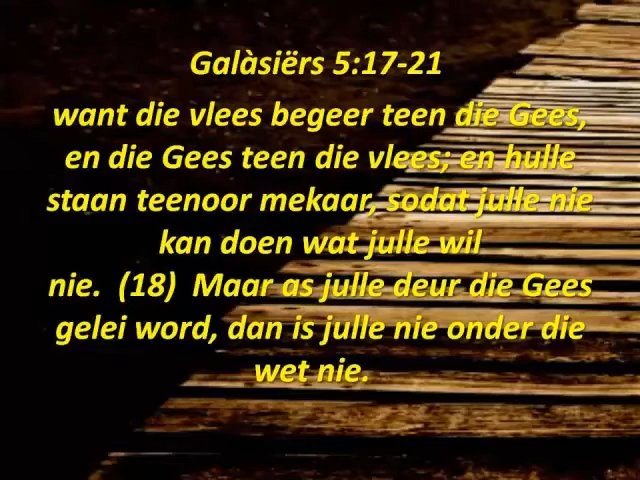 Galàsiërs 5:17-21
want die vlees begeer teen die Gees,
en die Gees teen die vlees; en hulle
staan teenoor mekaar, sodat julle nie
kan doen wat julle wil
nie.  (18)  Maar as julle deur die Gees
gelei word, dan is julle nie onder die
wet nie.